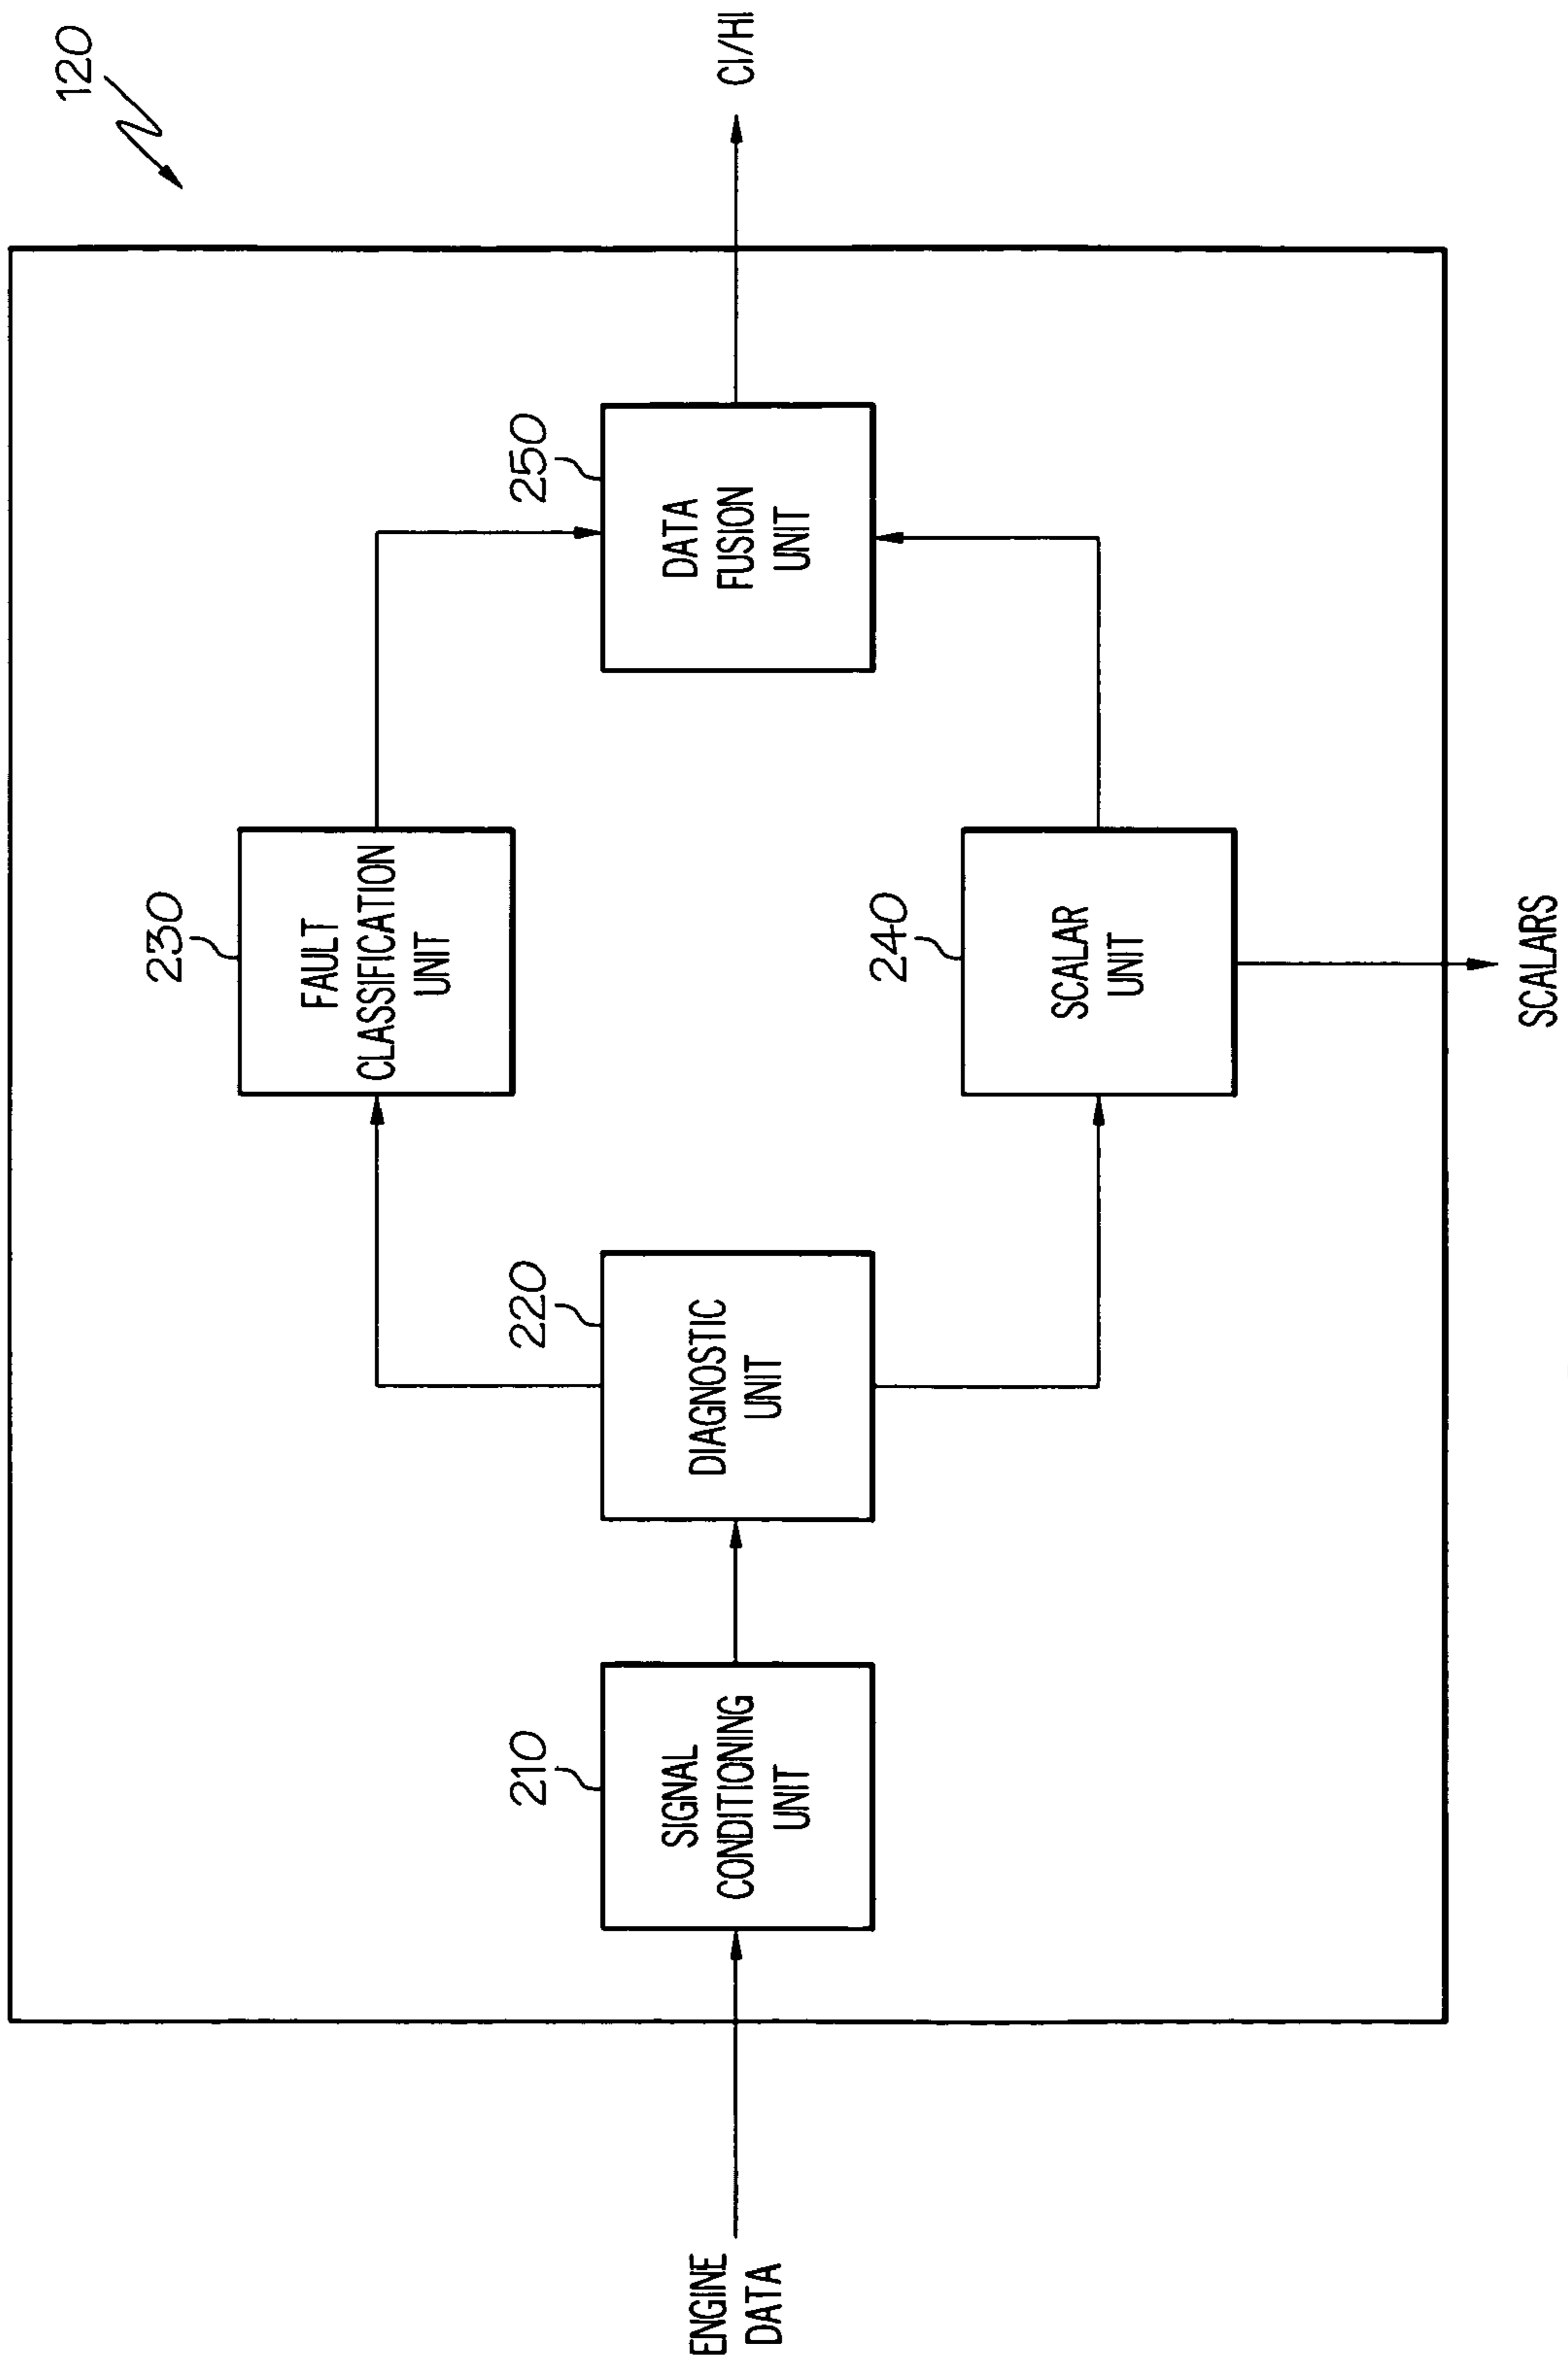 120
ENGINE
DATA
210
SIGNAL
CONDITIONING
UNIT
220
DIAGNOSTIC
UNIT
230
FAULT
CLASSIFICATION
UNIT
240
SCALAR
UNIT
250
DATA
FUSION
UNIT
CI/HI
SCALARS